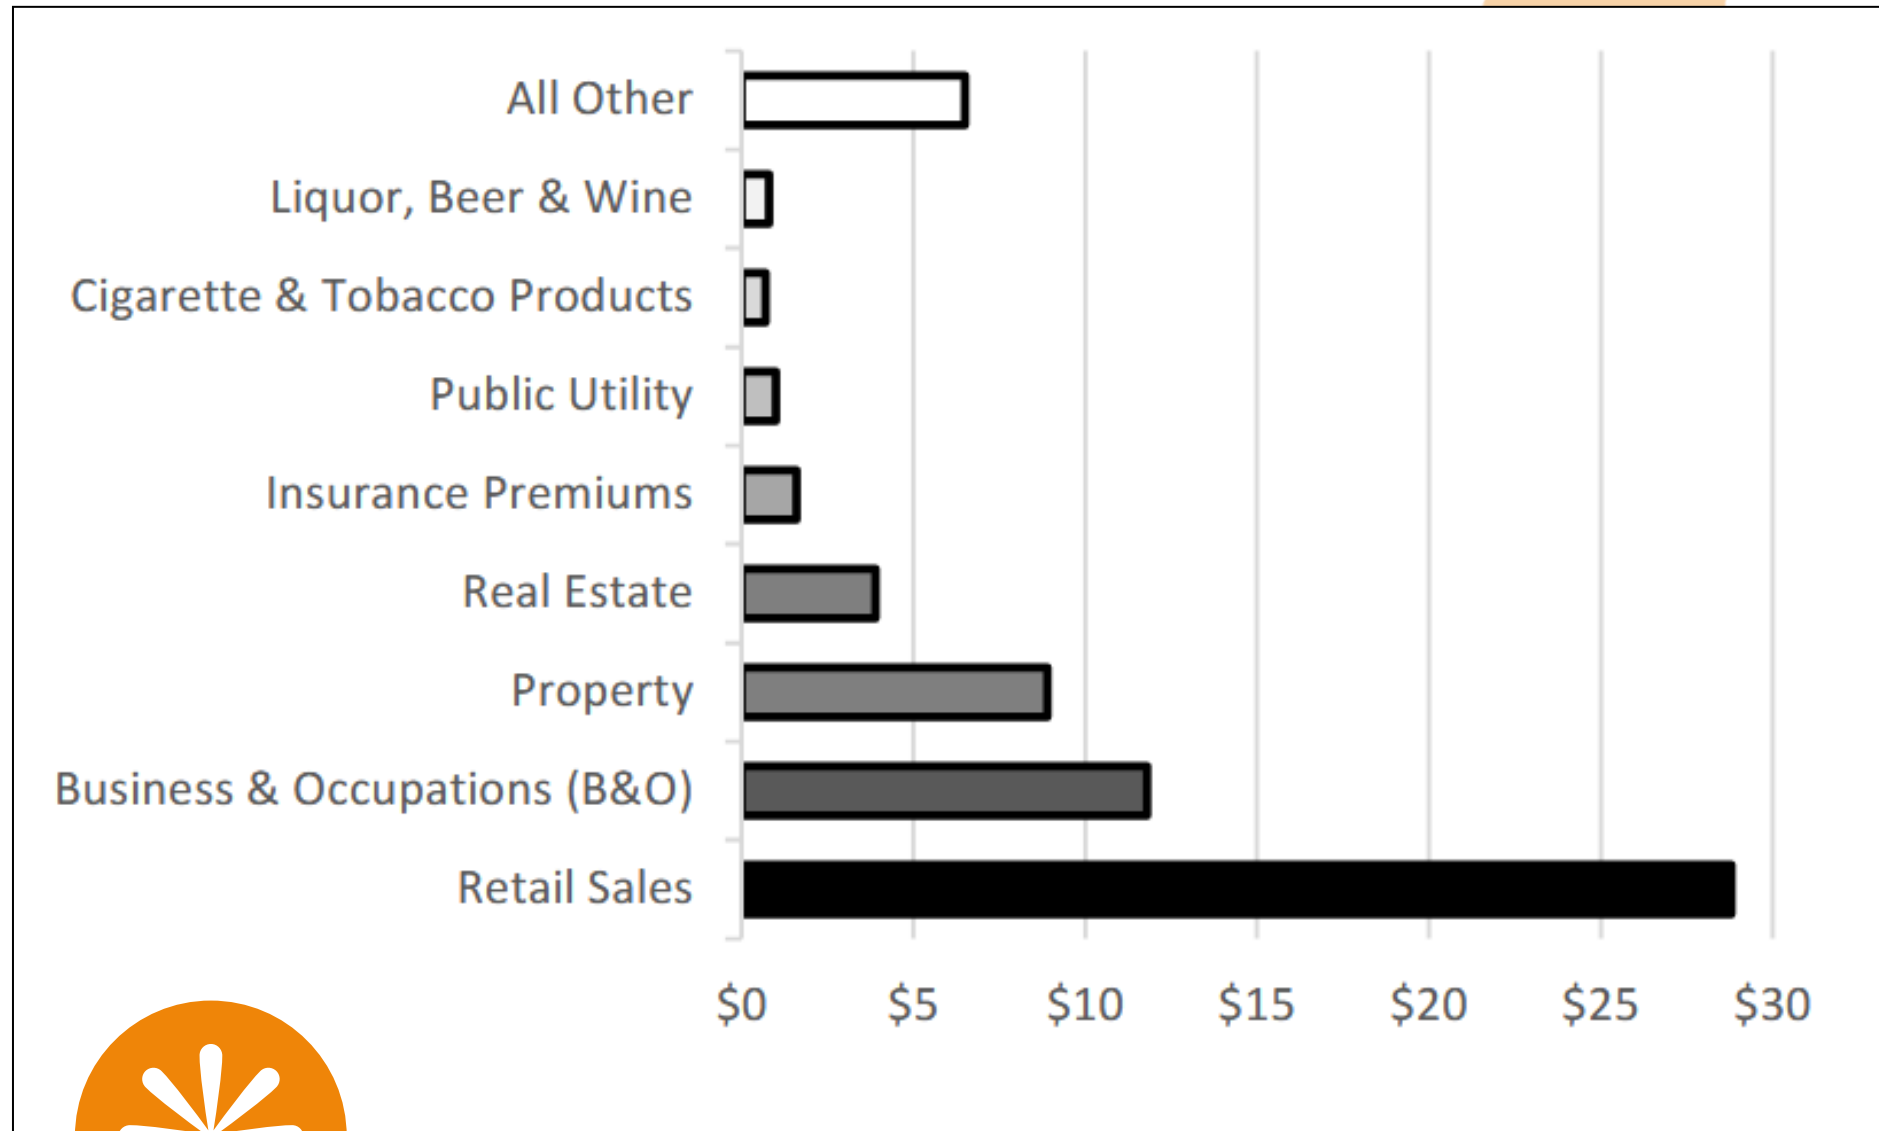 All Other
Liquor, Beer & Wine
Cigarette & Tobacco Products
Public Utility
Insurance Premiums
Real Estate
Property
Business & Occupations (B&O)
Retail Sales
$0 $5 $10 $15 $20 $25 $30